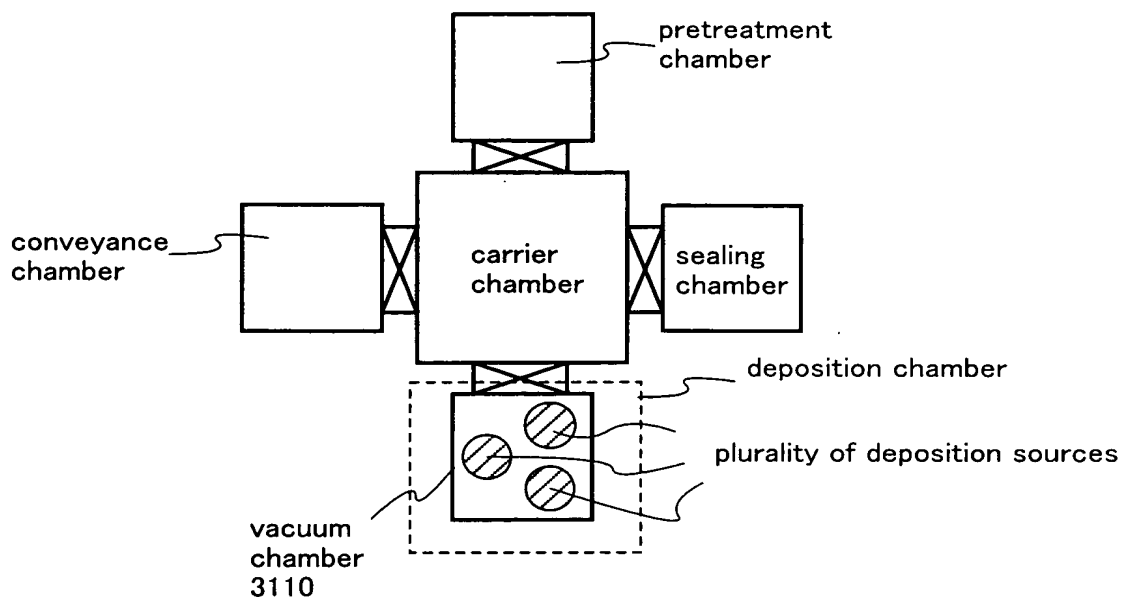 pretreatment
chamber
conveyance
chamber
carrier
chamber
sealing
chamber
deposition chamber
plurality of deposition sources
vacuum
chamber
3110